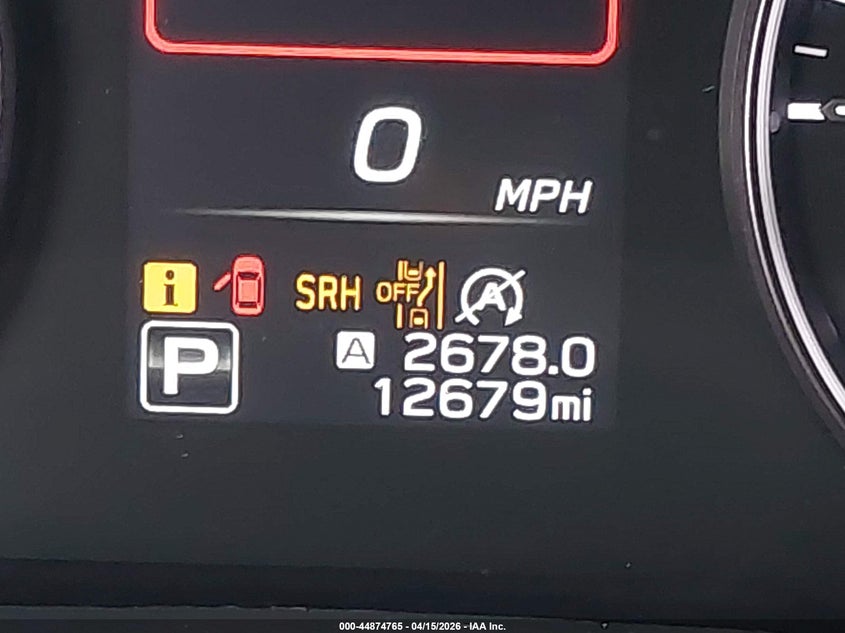 0
MPH
i SRH OFF A
P A 2678.0
12679mi
000-44874765 - 04/15/2026 - IAA Inc.